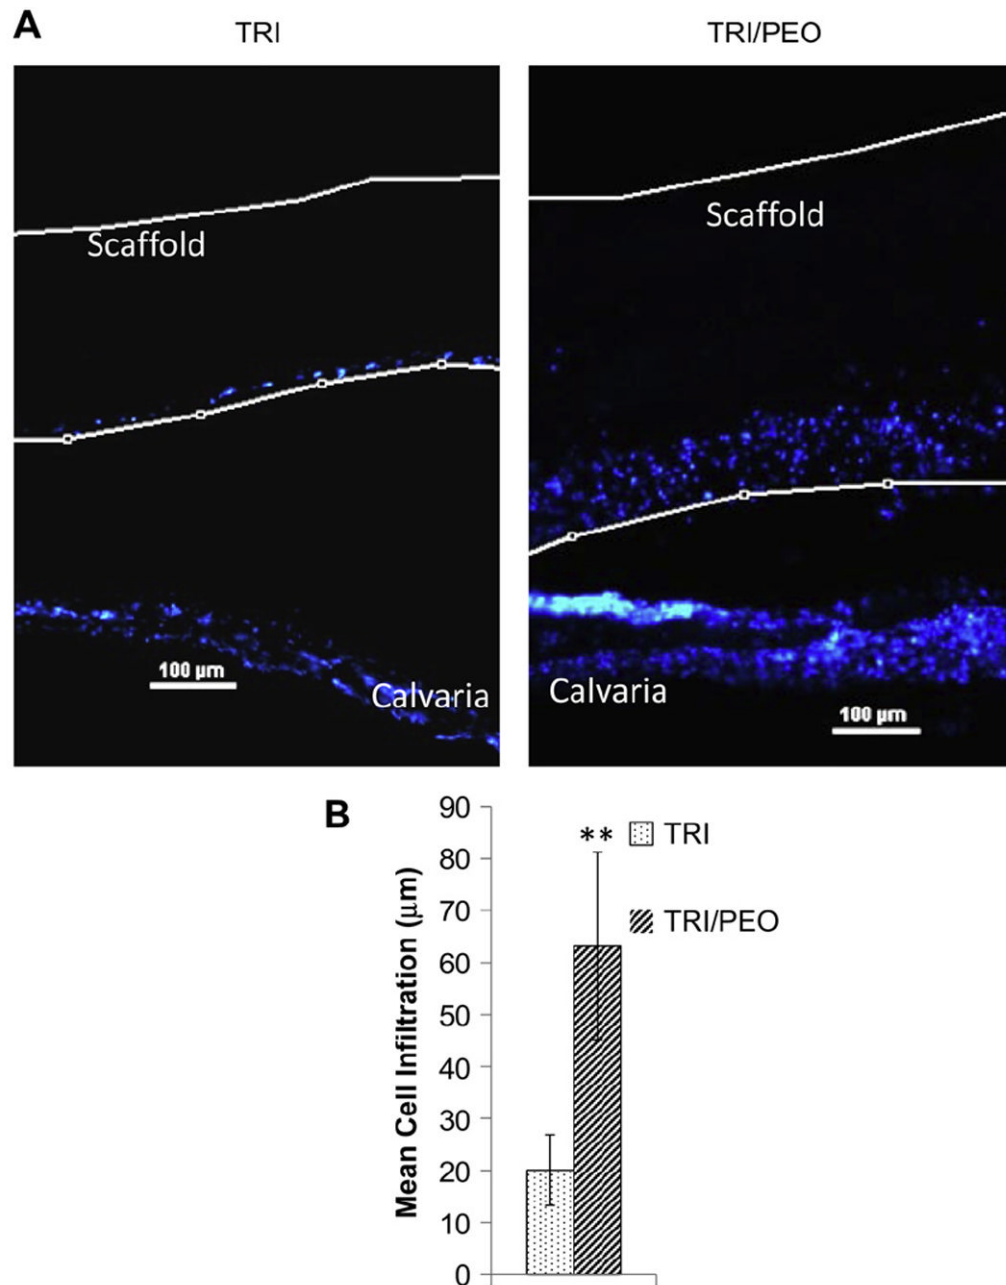 A
TRI
TRI/PEO
Scaffold
Scaffold
100 µm
Calvaria
Calvaria
100 µm
B
90
80
70
60
50
40
30
20
10
0
Mean Cell Infiltration (µm)
**
TRI
TRI/PEO